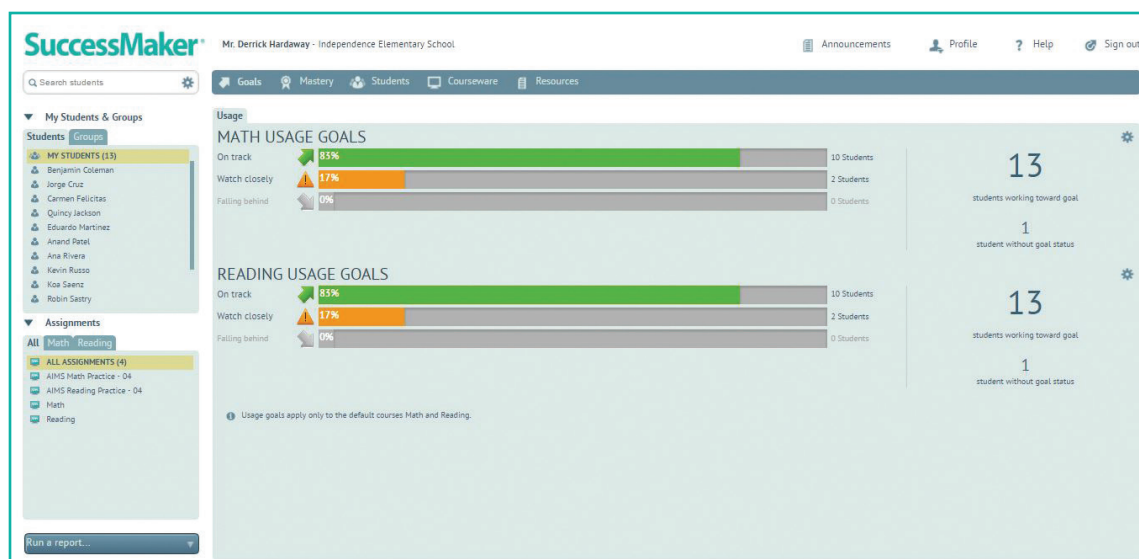 SuccessMaker®
Mr. Derrick Hardaway - Independence Elementary School
Announcements
Profile
? Help
Sign out
Search students
Goals
Mastery
Students
Courseware
Resources
My Students & Groups
Students Groups
MY STUDENTS (13)
Benjamin Coleman
Jorge Cruz
Carmen Felicitas
Quincy Jackson
Eduardo Martinez
Anand Patel
Ana Rivera
Kevin Russo
Koa Saenz
Robin Sastry
Assignments
All Math Reading
ALL ASSIGNMENTS (4)
AIMS Math Practice - 04
AIMS Reading Practice - 04
Math
Reading
Run a report...
Usage
MATH USAGE GOALS
On track 83% 10 Students
Watch closely 17% 2 Students
Falling behind 0% 0 Students
13
students working toward goal
1
student without goal status
READING USAGE GOALS
On track 83% 10 Students
Watch closely 17% 2 Students
Falling behind 0% 0 Students
13
students working toward goal
1
student without goal status
Usage goals apply only to the default courses Math and Reading.